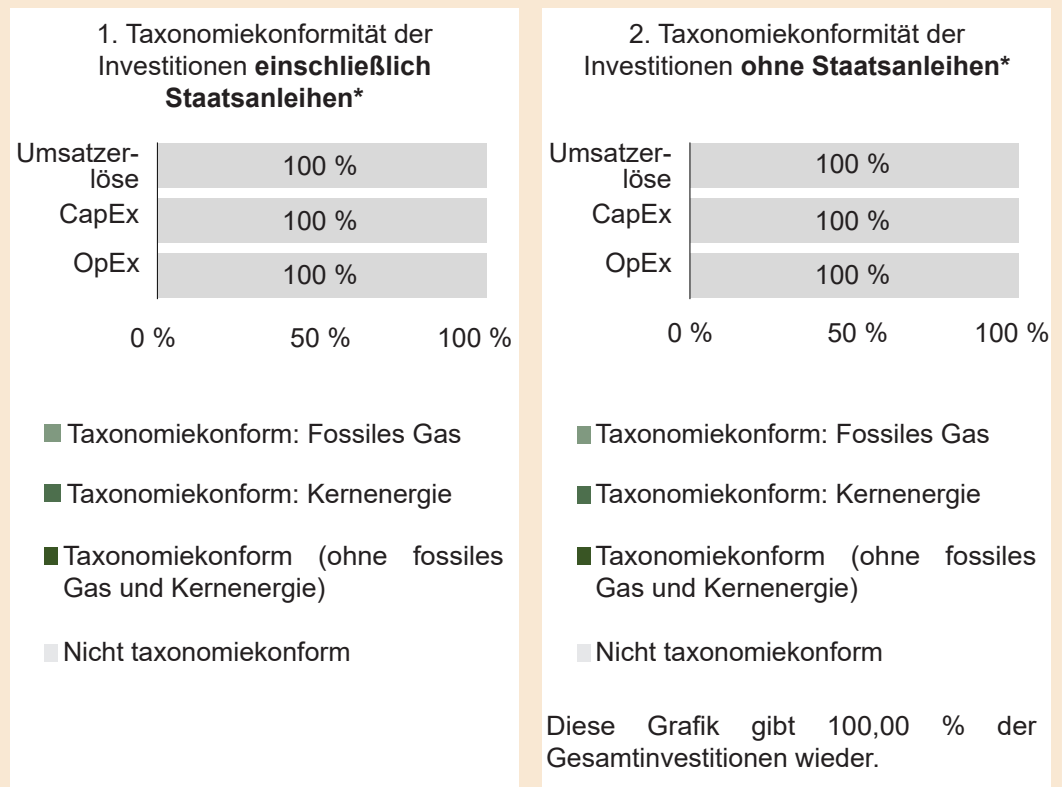 1. Taxonomiekonformität der
Investitionen einschließlich
Staatsanleihen*
Umsatzer-
löse
100 %
CapEx
100 %
OpEx
100 %
0 % 50 % 100 %
Taxonomiekonform: Fossiles Gas
Taxonomiekonform: Kernenergie
Taxonomiekonform (ohne fossiles
Gas und Kernenergie)
Nicht taxonomiekonform
2. Taxonomiekonformität der
Investitionen ohne Staatsanleihen*
Umsatzer-
löse
100 %
CapEx
100 %
OpEx
100 %
0 % 50 % 100 %
Taxonomiekonform: Fossiles Gas
Taxonomiekonform: Kernenergie
Taxonomiekonform (ohne fossiles
Gas und Kernenergie)
Nicht taxonomiekonform
Diese Grafik gibt 100,00 % der
Gesamtinvestitionen wieder.